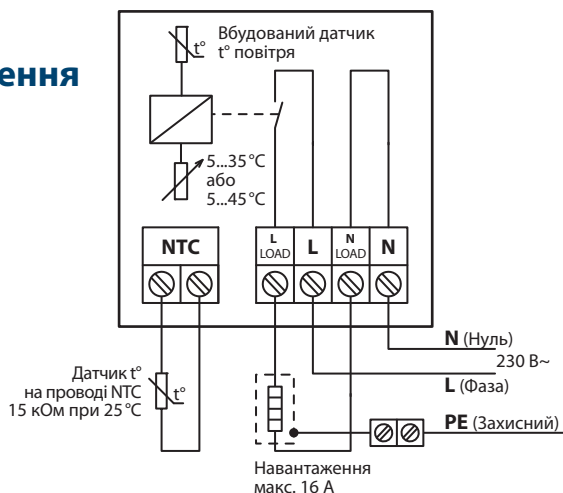 ення
Вбудований датчик
t° повітря
t°
5...35 °C
або
5...45 °C
NTC
L
LOAD
L
N
LOAD
N
N (Нуль)
230 В~
L (Фаза)
PE (Захисний)
Датчик t°
на проводі NTC
15 кОм при 25 °C
t°
Навантаження
макс. 16 А